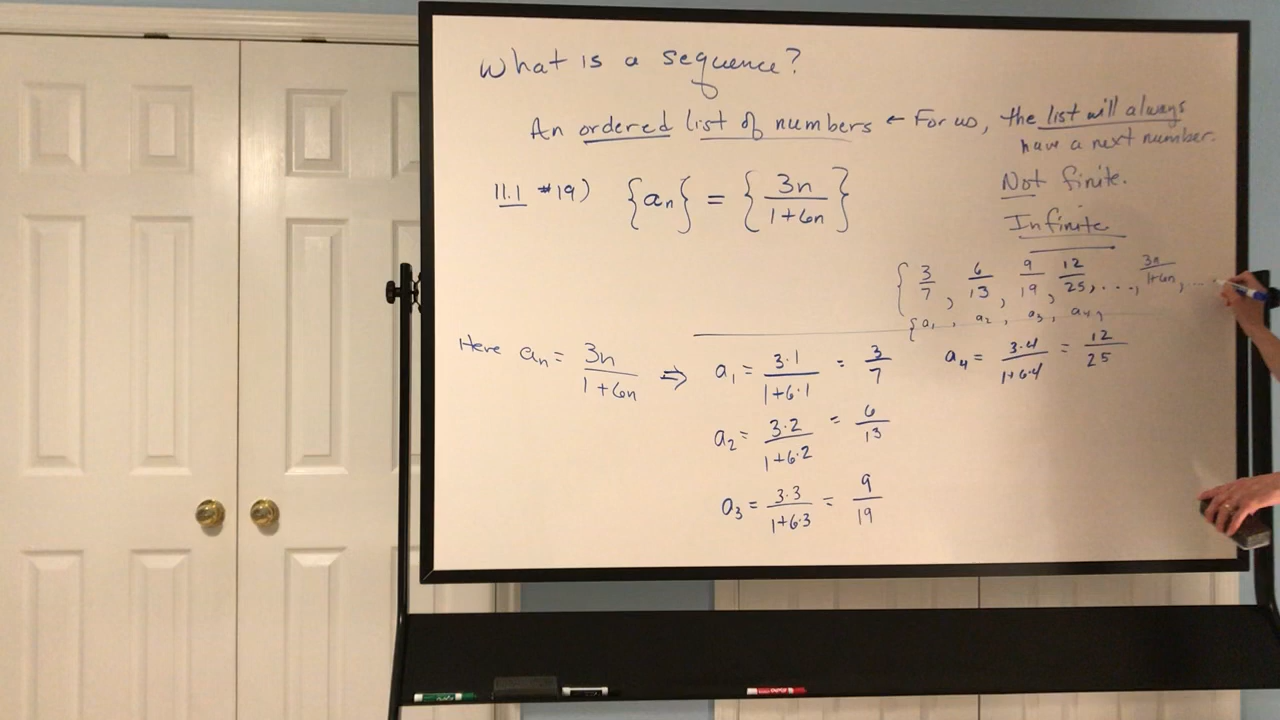 What is a sequence?
An ordered list of numbers ← For us, the list will always
have a next number.
Not finite.
Infinite
11.1 #19) {aₙ} = {3n/(1+6n)}
{3/7, 6/13, 9/19, 12/25, ..., 3n/(1+6n), ...
{a₁, a₂, a₃, a₄,
Here aₙ = 3n/(1+6n) ⇒ a₁ = 3·1/(1+6·1) = 3/7
a₂ = 3·2/(1+6·2) = 6/13
a₃ = 3·3/(1+6·3) = 9/19
a₄ = 3·4/(1+6·4) = 12/25